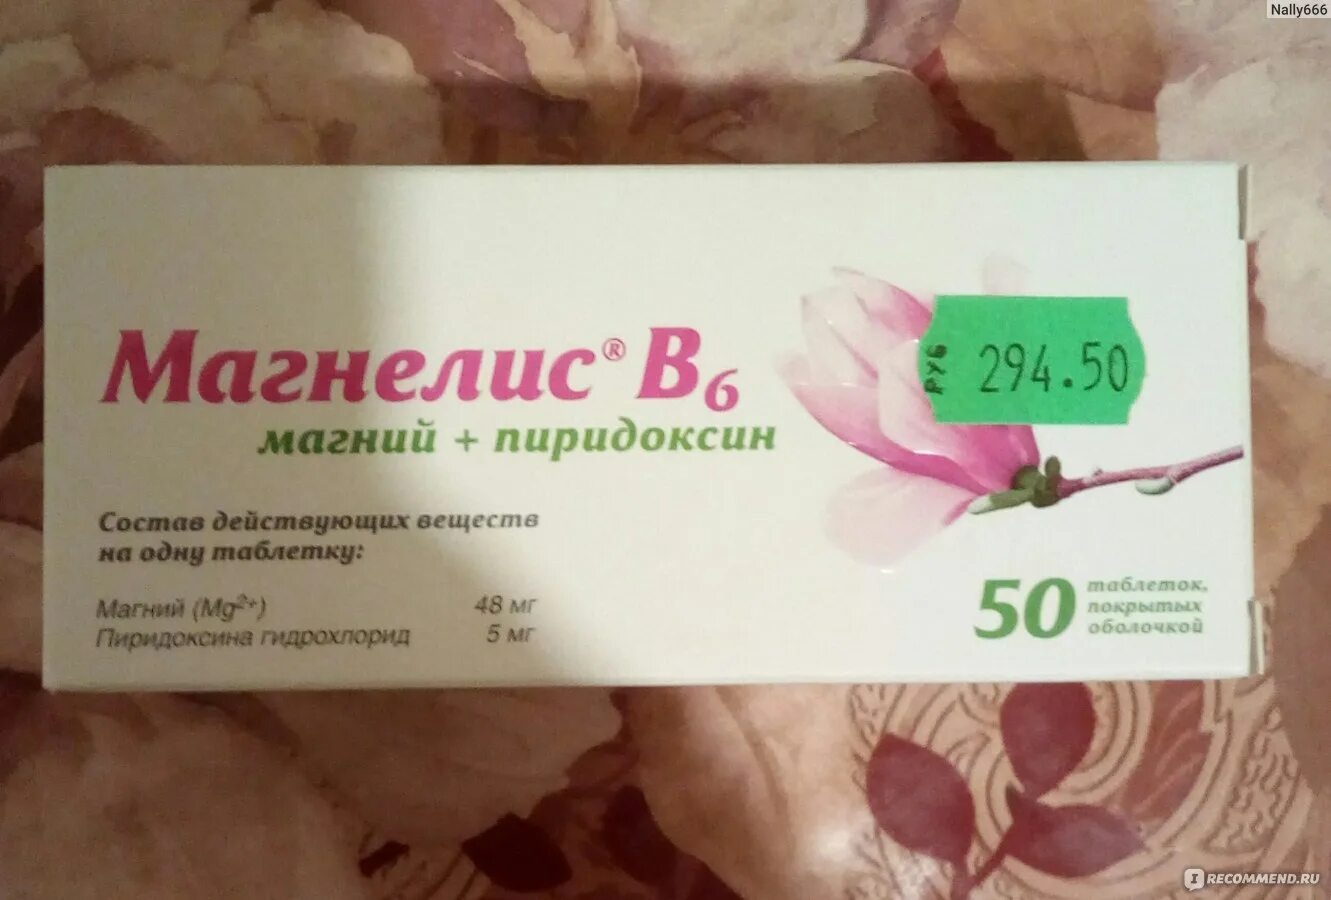 Nally666
Магнелис® B6
магний + пиридоксин
РУБ 294.50
Состав действующих веществ
на одну таблетку:
Магний (Mg2+) 48 мг
Пиридоксина гидрохлорид 5 мг
50 таблеток,
покрытых
оболочкой
I RECOMMEND.RU